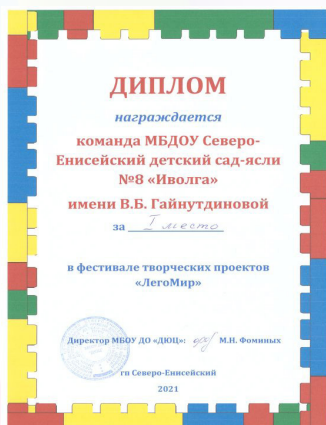 ДИПЛОМ
награждается
команда МБДОУ Северо-
Енисейский детский сад-ясли
№8 «Иволга»
имени В.Б. Гайнутдиновой
за I место
в фестивале творческих проектов
«ЛегоМир»
Директор МБОУ ДО «ДЮЦ»: М.Н. Фоминых
гп Северо-Енисейский
2021